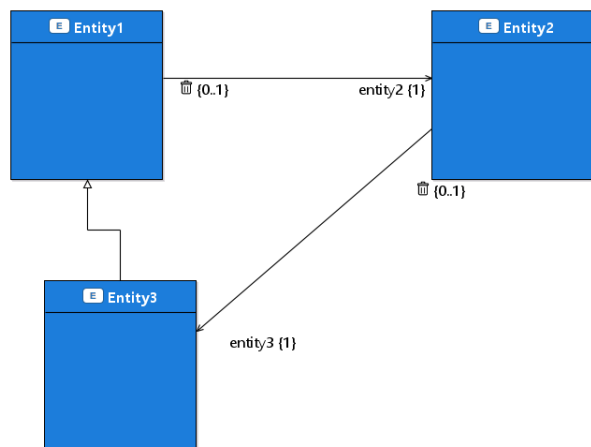 E Entity1
E Entity2
{0..1}
entity2 {1}
{0..1}
E Entity3
entity3 {1}